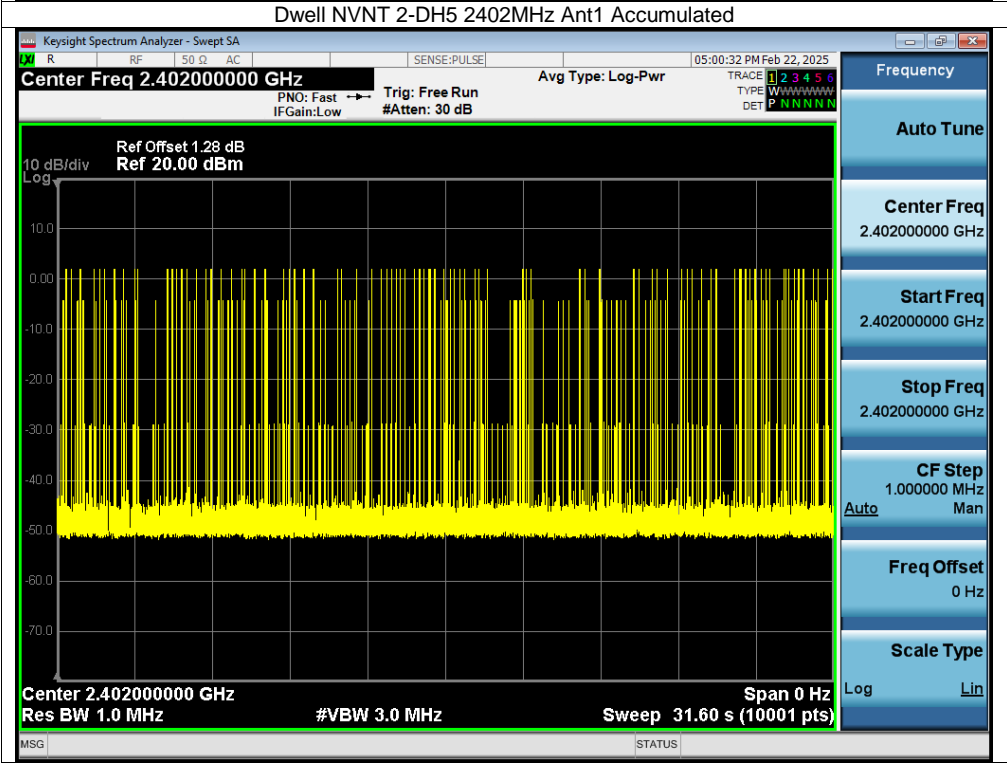 Dwell NVNT 2-DH5 2402MHz Ant1 Accumulated
Keysight Spectrum Analyzer - Swept SA
LXI R RF 50 Ω AC SENSE:PULSE 05:00:32 PM Feb 22, 2025
Center Freq 2.402000000 GHz
PNO: Fast
IFGain:Low
Trig: Free Run
#Atten: 30 dB
Avg Type: Log-Pwr
TRACE 1 2 3 4 5 6
TYPE WWWWWW
DET P N N N N N
Ref Offset 1.28 dB
10 dB/div Ref 20.00 dBm
Log
10.0
0.00
-10.0
-20.0
-30.0
-40.0
-50.0
-60.0
-70.0
Center 2.402000000 GHz Span 0 Hz
Res BW 1.0 MHz #VBW 3.0 MHz Sweep 31.60 s (10001 pts)
MSG STATUS
Frequency
Auto Tune
Center Freq
2.402000000 GHz
Start Freq
2.402000000 GHz
Stop Freq
2.402000000 GHz
CF Step
1.000000 MHz
Auto Man
Freq Offset
0 Hz
Scale Type
Log Lin